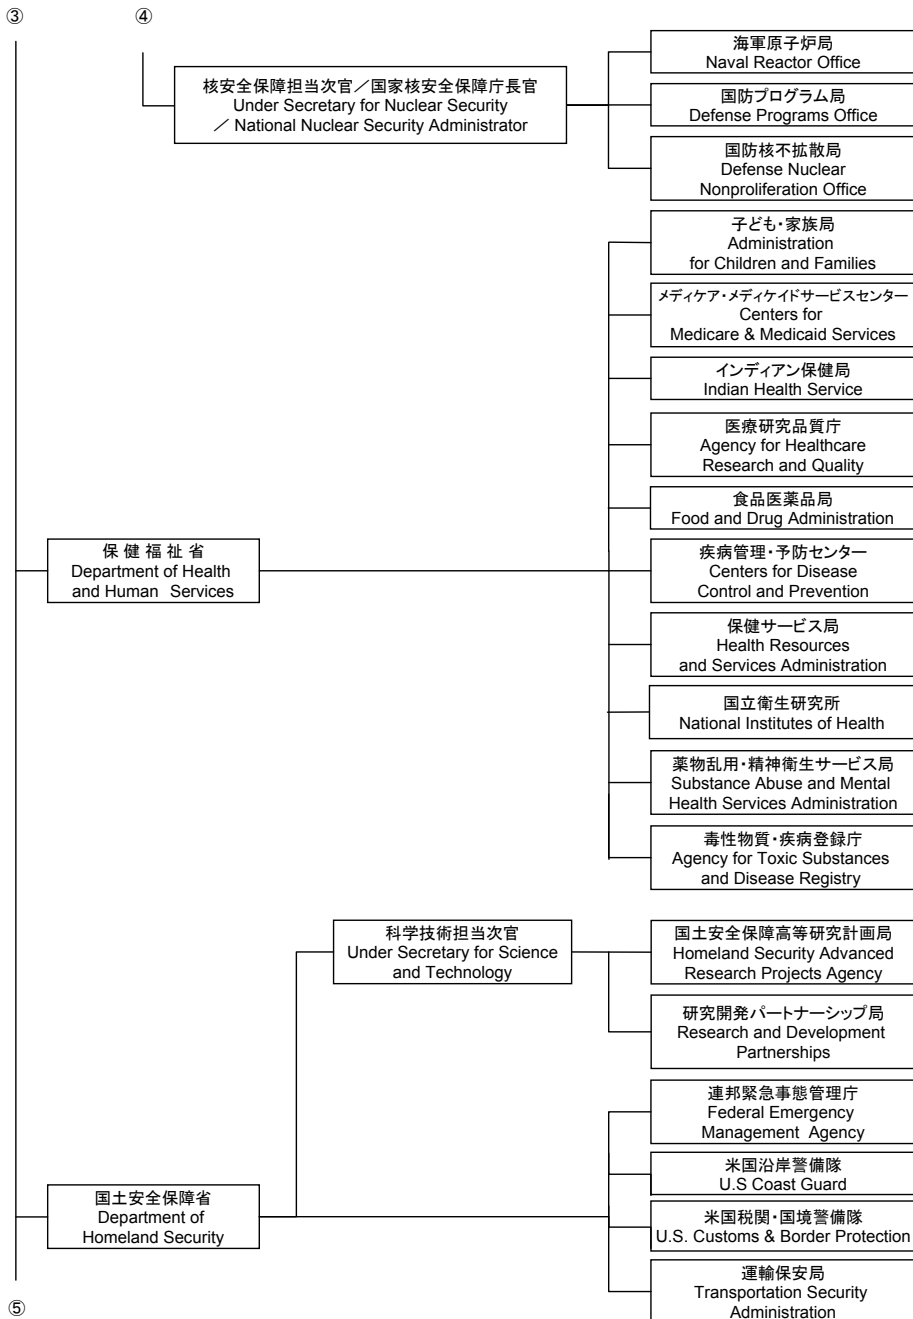 ③
④
核安全保障担当次官／国家核安全保障庁長官
Under Secretary for Nuclear Security
／ National Nuclear Security Administrator
海軍原子炉局
Naval Reactor Office
国防プログラム局
Defense Programs Office
国防核不拡散局
Defense Nuclear
Nonproliferation Office
子ども・家族局
Administration
for Children and Families
メディケア・メディケイドサービスセンター
Centers for
Medicare & Medicaid Services
インディアン保健局
Indian Health Service
医療研究品質庁
Agency for Healthcare
Research and Quality
食品医薬品局
Food and Drug Administration
保 健 福 祉 省
Department of Health
and Human Services
疾病管理・予防センター
Centers for Disease
Control and Prevention
保健サービス局
Health Resources
and Services Administration
国立衛生研究所
National Institutes of Health
薬物乱用・精神衛生サービス局
Substance Abuse and Mental
Health Services Administration
毒性物質・疾病登録庁
Agency for Toxic Substances
and Disease Registry
科学技術担当次官
Under Secretary for Science
and Technology
国土安全保障高等研究計画局
Homeland Security Advanced
Research Projects Agency
研究開発パートナーシップ局
Research and Development
Partnerships
連邦緊急事態管理庁
Federal Emergency
Management Agency
米国沿岸警備隊
U.S Coast Guard
国土安全保障省
Department of
Homeland Security
米国税関・国境警備隊
U.S. Customs & Border Protection
運輸保安局
Transportation Security
Administration
⑤